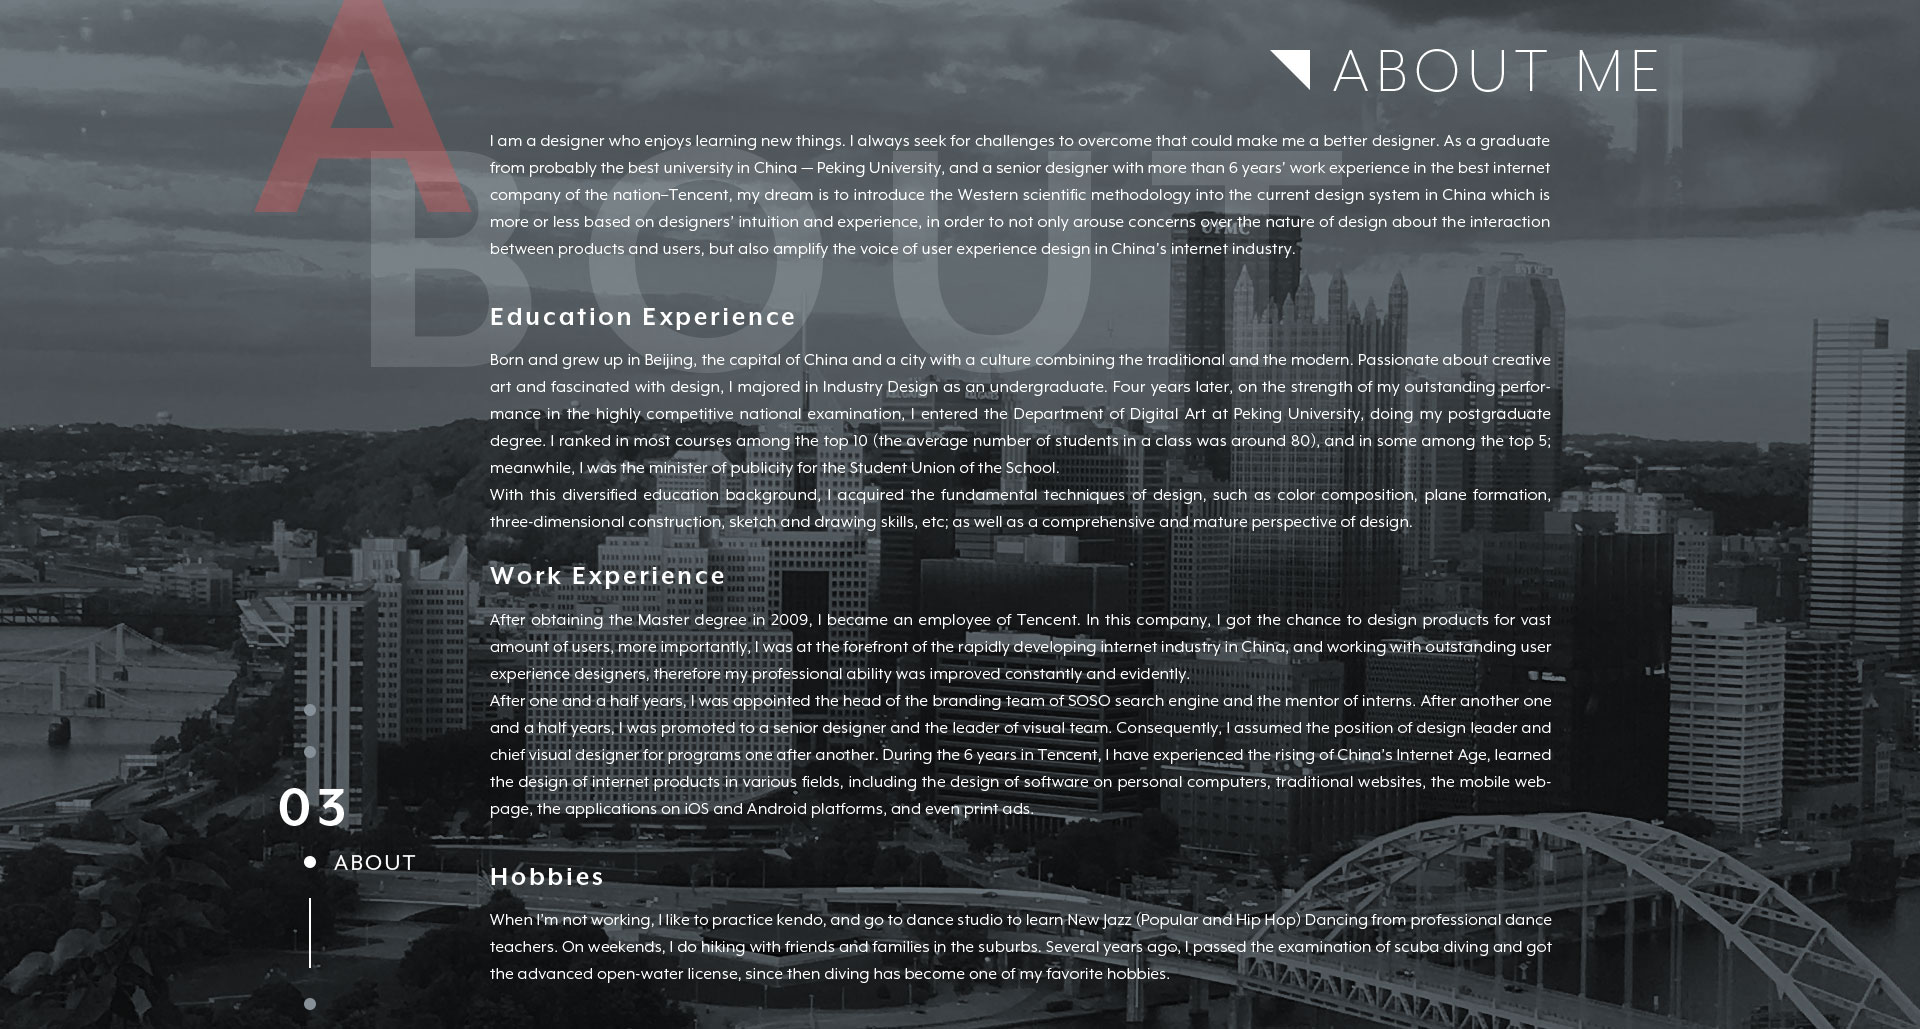 ABOUT
ABOUT ME
I am a designer who enjoys learning new things. I always seek for challenges to overcome that could make me a better designer. As a graduate
from probably the best university in China — Peking University, and a senior designer with more than 6 years' work experience in the best internet
company of the nation–Tencent, my dream is to introduce the Western scientific methodology into the current design system in China which is
more or less based on designers' intuition and experience, in order to not only arouse concerns over the nature of design about the interaction
between products and users, but also amplify the voice of user experience design in China's internet industry.
UPMC
Education Experience
Born and grew up in Beijing, the capital of China and a city with a culture combining the traditional and the modern. Passionate about creative
art and fascinated with design, I majored in Industry Design as an undergraduate. Four years later, on the strength of my outstanding perfor-
mance in the highly competitive national examination, I entered the Department of Digital Art at Peking University, doing my postgraduate
degree. I ranked in most courses among the top 10 (the average number of students in a class was around 80), and in some among the top 5;
meanwhile, I was the minister of publicity for the Student Union of the School.
With this diversified education background, I acquired the fundamental techniques of design, such as color composition, plane formation,
three-dimensional construction, sketch and drawing skills, etc; as well as a comprehensive and mature perspective of design.
Work Experience
After obtaining the Master degree in 2009, I became an employee of Tencent. In this company, I got the chance to design products for vast
amount of users, more importantly, I was at the forefront of the rapidly developing internet industry in China, and working with outstanding user
experience designers, therefore my professional ability was improved constantly and evidently.
After one and a half years, I was appointed the head of the branding team of SOSO search engine and the mentor of interns. After another one
and a half years, I was promoted to a senior designer and the leader of visual team. Consequently, I assumed the position of design leader and
chief visual designer for programs one after another. During the 6 years in Tencent, I have experienced the rising of China's Internet Age, learned
the design of internet products in various fields, including the design of software on personal computers, traditional websites, the mobile web-
page, the applications on iOS and Android platforms, and even print ads.
03
ABOUT
Hobbies
When I'm not working, I like to practice kendo, and go to dance studio to learn New Jazz (Popular and Hip Hop) Dancing from professional dance
teachers. On weekends, I do hiking with friends and families in the suburbs. Several years ago, I passed the examination of scuba diving and got
the advanced open-water license, since then diving has become one of my favorite hobbies.